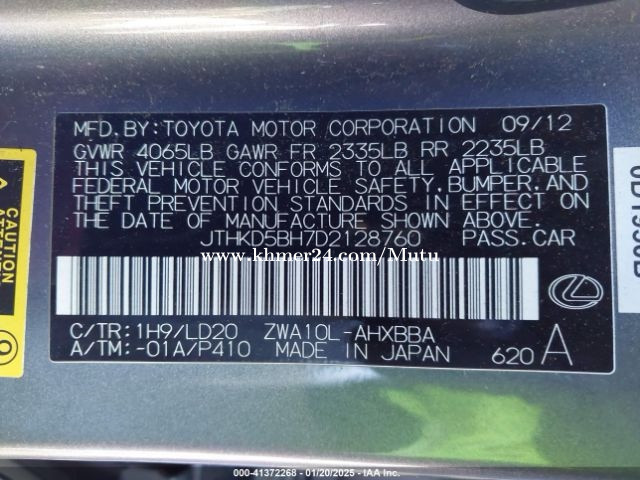 MFD.BY:TOYOTA MOTOR CORPORATION 09/12
GVWR 4065LB GAWR FR 2335LB RR 2235LB
THIS VEHICLE CONFORMS TO ALL APPLICABLE
FEDERAL MOTOR VEHICLE SAFETY,BUMPER,AND
THEFT PREVENTION STANDARDS IN EFFECT ON
THE DATE OF MANUFACTURE SHOWN ABOVE.
JTHKD5BH7D2128760 PASS.CAR
www.khmer24.com/Mutu
C/TR:1H9/LD20 ZWA10L-AHXBBA
A/TM:-01A/P410 MADE IN JAPAN 620 A
CAUTION
000-41372268 - 01/20/2025 - IAA Inc.